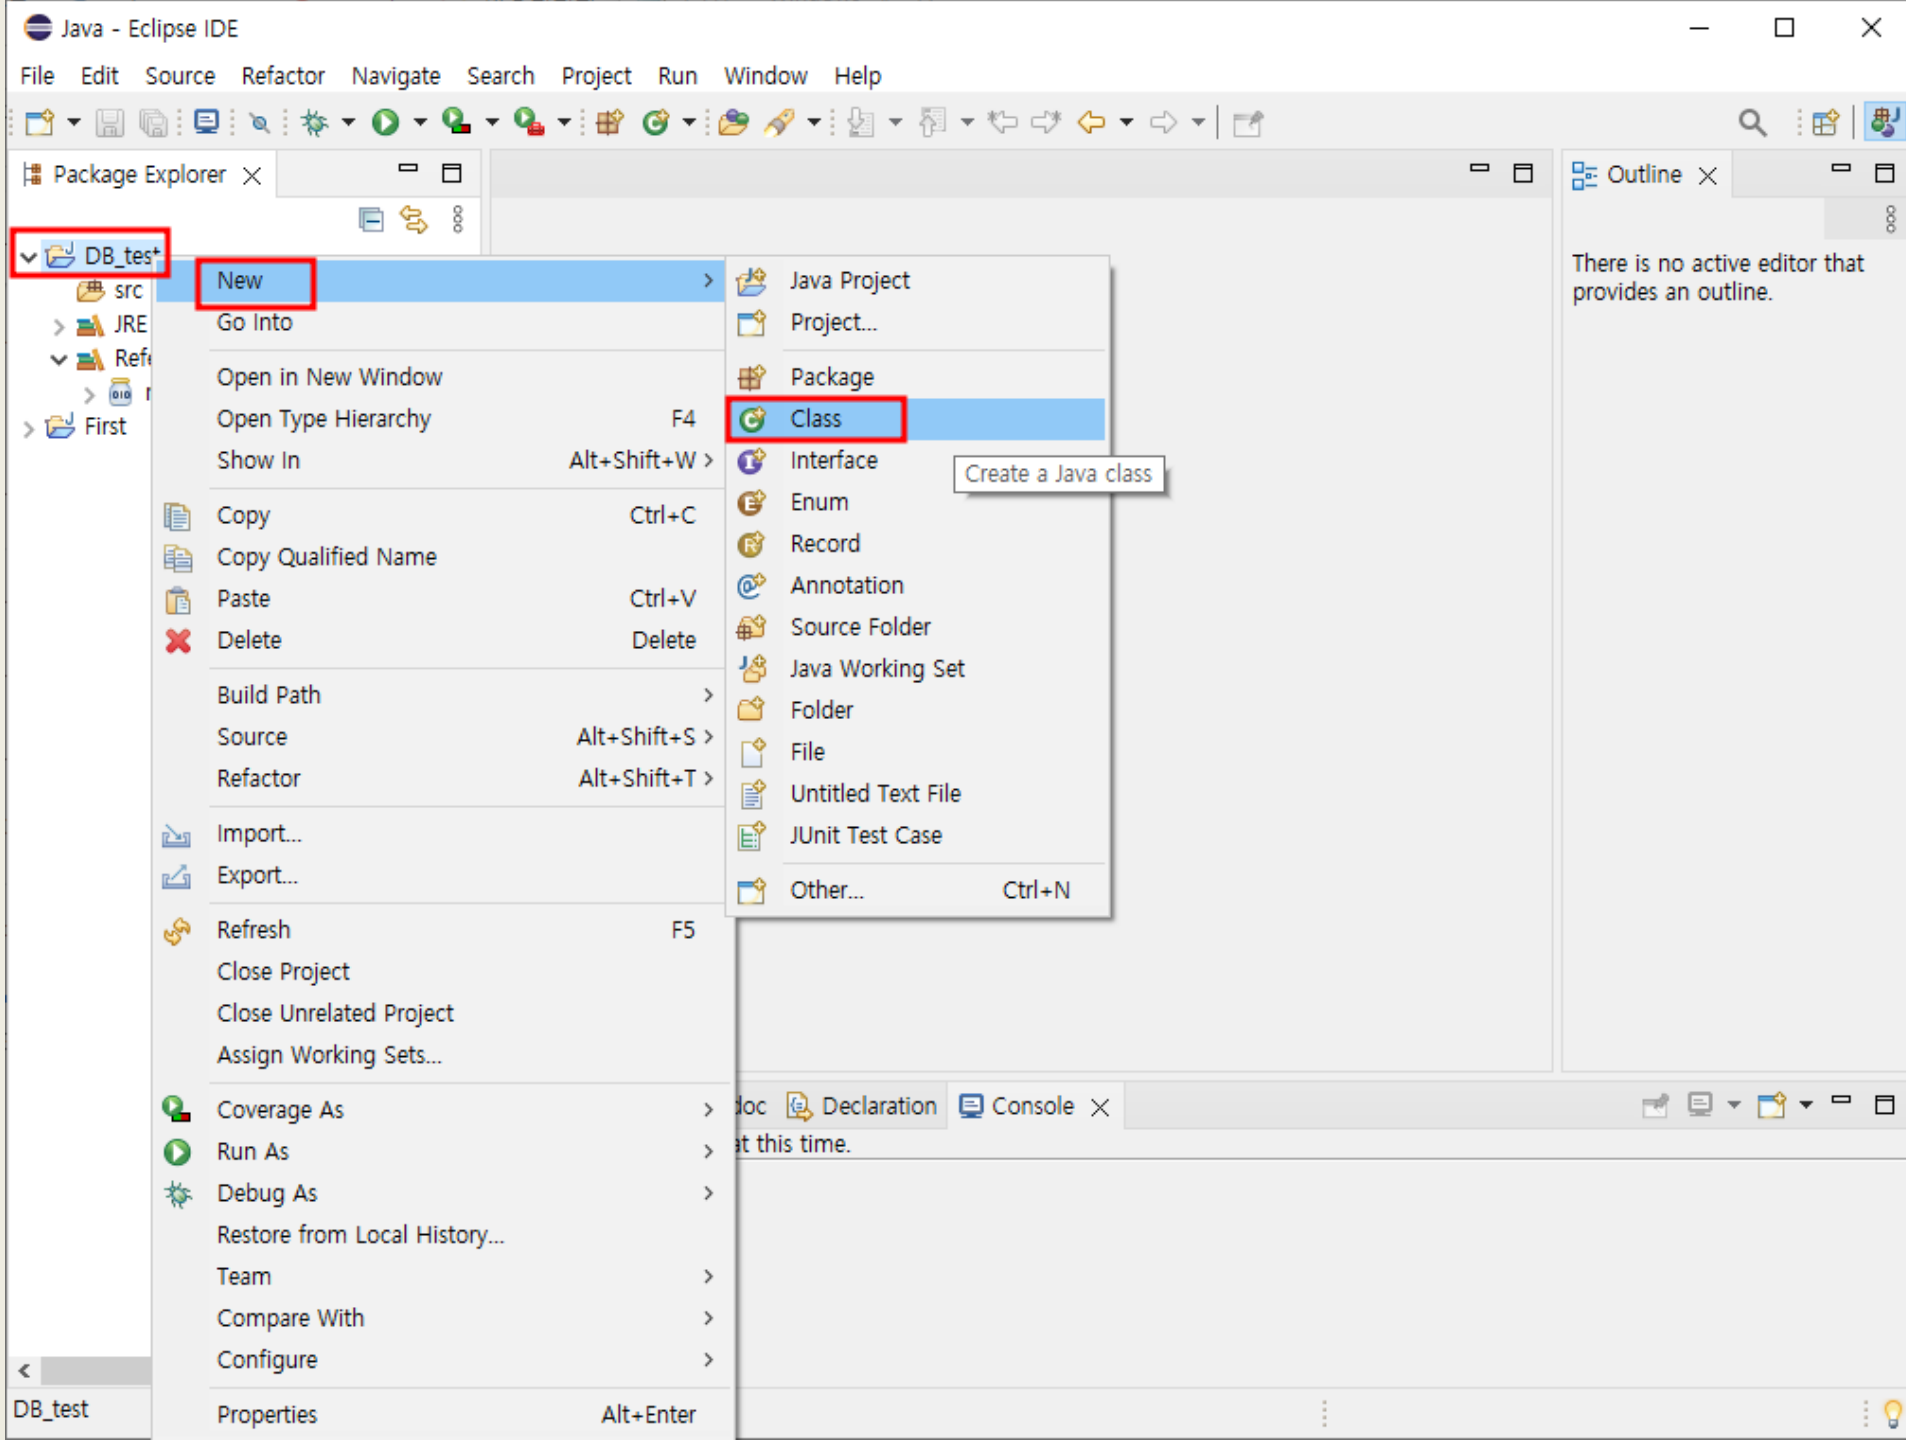 Java - Eclipse IDE
File Edit Source Refactor Navigate Search Project Run Window Help
Package Explorer
Outline
DB_test
src
JRE
First
There is no active editor that
provides an outline.
New
Go Into
Open in New Window
Open Type Hierarchy F4
Show In Alt+Shift+W
Copy Ctrl+C
Copy Qualified Name
Paste Ctrl+V
Delete Delete
Build Path
Source Alt+Shift+S
Refactor Alt+Shift+T
Import...
Export...
Refresh F5
Close Project
Close Unrelated Project
Assign Working Sets...
Coverage As
Run As
Debug As
Restore from Local History...
Team
Compare With
Configure
Properties Alt+Enter
Java Project
Project...
Package
Class
Interface
Create a Java class
Enum
Record
Annotation
Source Folder
Java Working Set
Folder
File
Untitled Text File
JUnit Test Case
Other... Ctrl+N
Declaration Console
at this time.
DB_test